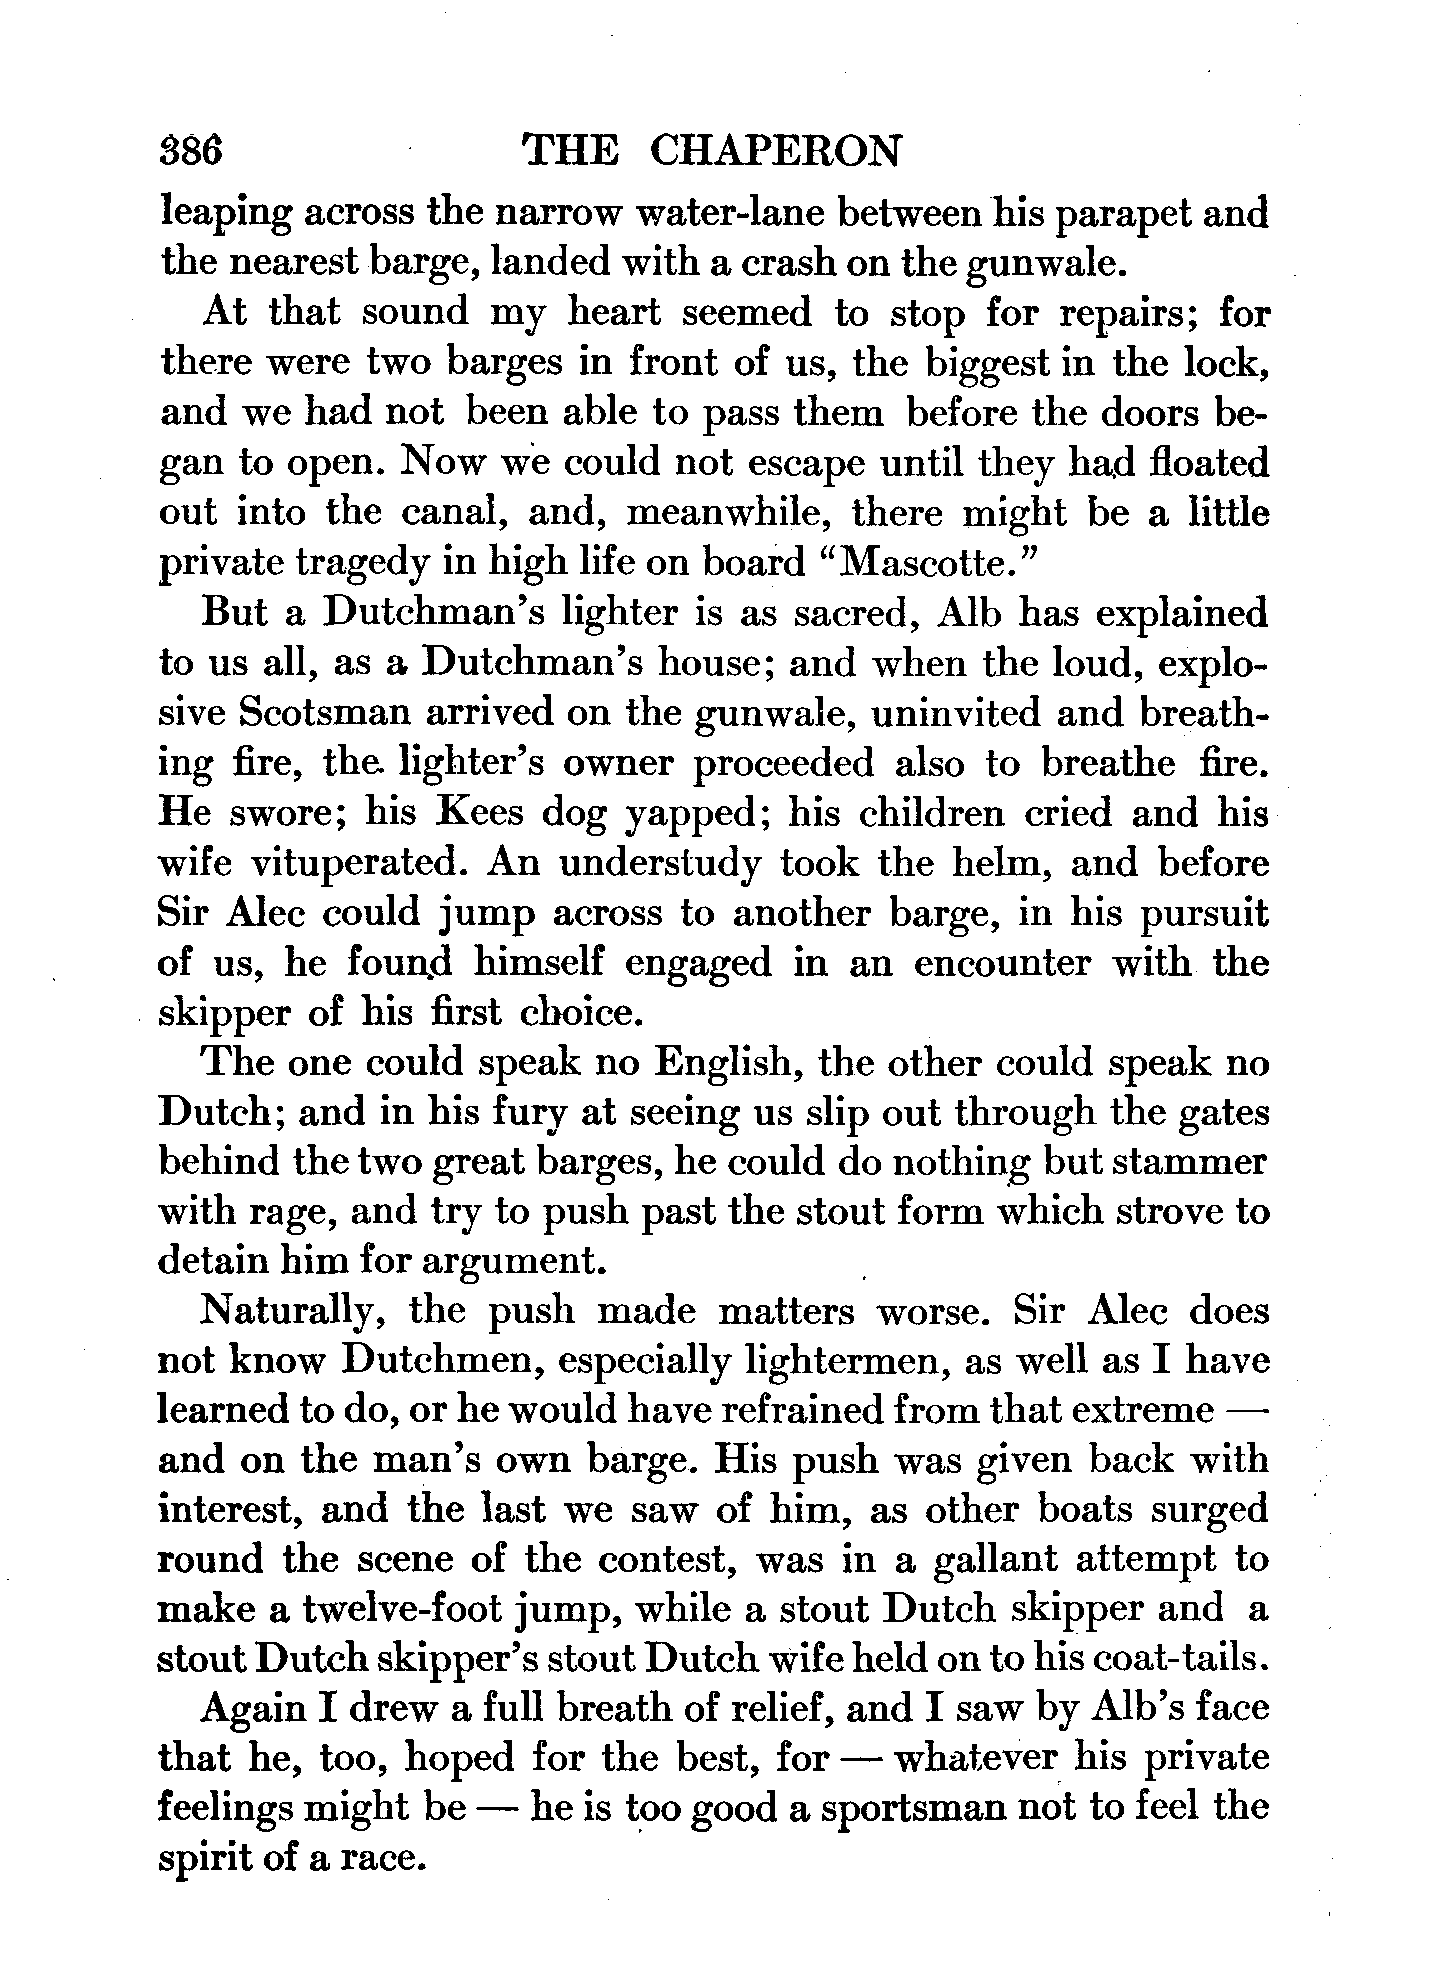 386 THE CHAPERON
leaping across the narrow water-lane between his parapet and
the nearest barge, landed with a crash on the gunwale.
At that sound my heart seemed to stop for repairs; for
there were two barges in front of us, the biggest in the lock,
and we had not been able to pass them before the doors be-
gan to open. Now we could not escape until they had floated
out into the canal, and, meanwhile, there might be a little
private tragedy in high life on board “Mascotte.”
But a Dutchman’s lighter is as sacred, Alb has explained
to us all, as a Dutchman’s house; and when the loud, explo-
sive Scotsman arrived on the gunwale, uninvited and breath-
ing fire, the lighter’s owner proceeded also to breathe fire.
He swore; his Kees dog yapped; his children cried and his
wife vituperated. An understudy took the helm, and before
Sir Alec could jump across to another barge, in his pursuit
of us, he found himself engaged in an encounter with the
skipper of his first choice.
The one could speak no English, the other could speak no
Dutch; and in his fury at seeing us slip out through the gates
behind the two great barges, he could do nothing but stammer
with rage, and try to push past the stout form which strove to
detain him for argument.
Naturally, the push made matters worse. Sir Alec does
not know Dutchmen, especially lightermen, as well as I have
learned to do, or he would have refrained from that extreme —
and on the man’s own barge. His push was given back with
interest, and the last we saw of him, as other boats surged
round the scene of the contest, was in a gallant attempt to
make a twelve-foot jump, while a stout Dutch skipper and a
stout Dutch skipper’s stout Dutch wife held on to his coat-tails.
Again I drew a full breath of relief, and I saw by Alb’s face
that he, too, hoped for the best, for — whatever his private
feelings might be — he is too good a sportsman not to feel the
spirit of a race.